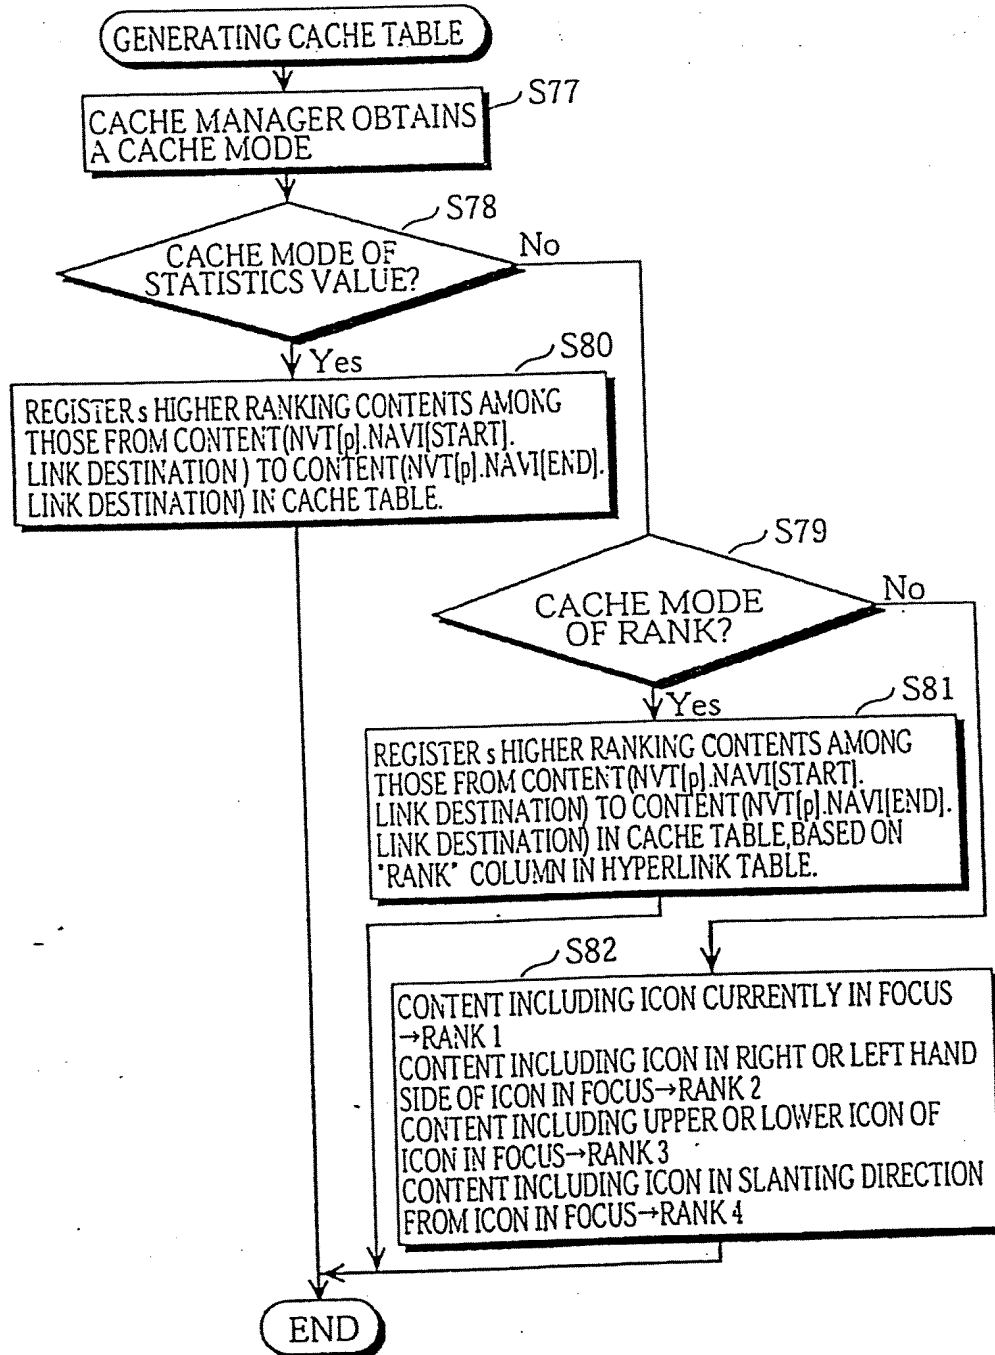 GENERATING CACHE TABLE
S77
CACHE MANAGER OBTAINS
A CACHE MODE
S78
CACHE MODE OF
STATISTICS VALUE?
No
Yes
S80
REGISTER s HIGHER RANKING CONTENTS AMONG
THOSE FROM CONTENT(NVT[p].NAVI[START].
LINK DESTINATION ) TO CONTENT(NVT[p].NAVI[END].
LINK DESTINATION) IN CACHE TABLE.
S79
CACHE MODE
OF RANK?
No
Yes
S81
REGISTER s HIGHER RANKING CONTENTS AMONG
THOSE FROM CONTENT(NVT[p].NAVI[START].
LINK DESTINATION) TO CONTENT(NVT[p].NAVI[END].
LINK DESTINATION) IN CACHE TABLE,BASED ON
"RANK" COLUMN IN HYPERLINK TABLE.
S82
CONTENT INCLUDING ICON CURRENTLY IN FOCUS
→RANK 1
CONTENT INCLUDING ICON IN RIGHT OR LEFT HAND
SIDE OF ICON IN FOCUS→RANK 2
CONTENT INCLUDING UPPER OR LOWER ICON OF
ICON IN FOCUS→RANK 3
CONTENT INCLUDING ICON IN SLANTING DIRECTION
FROM ICON IN FOCUS→RANK 4
END